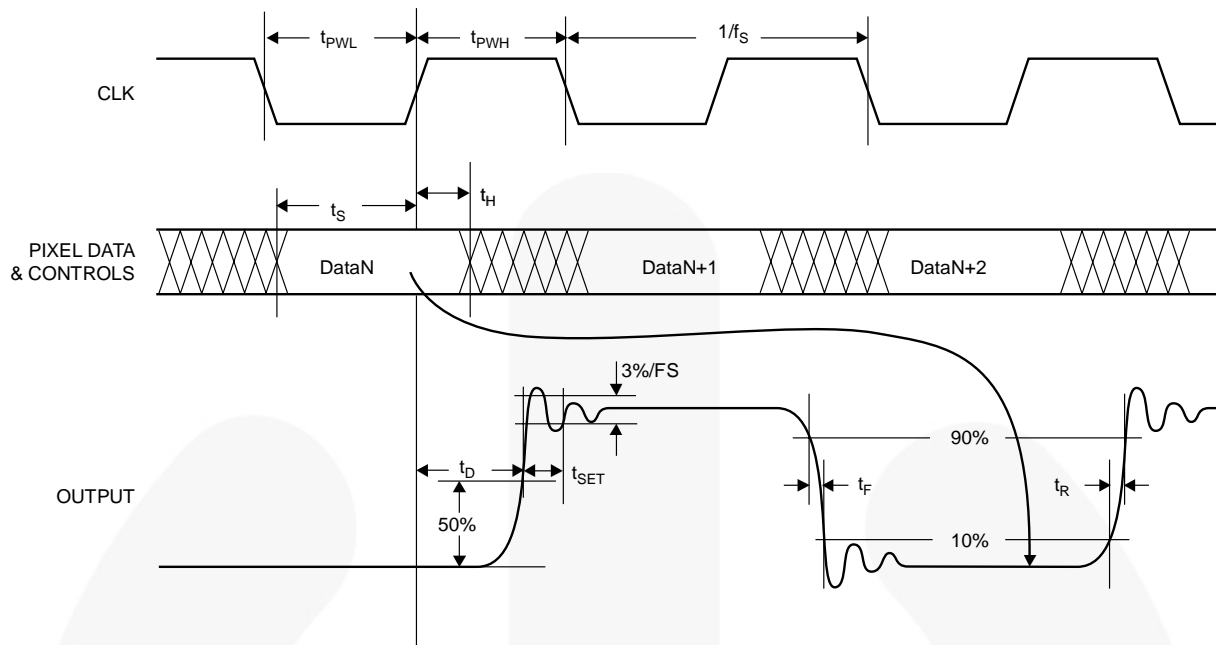 tPWL
tPWH
1/fS
CLK
tS
tH
PIXEL DATA
& CONTROLS
DataN
DataN+1
DataN+2
3%/FS
90%
tD
tSET
tF
tR
OUTPUT
50%
10%